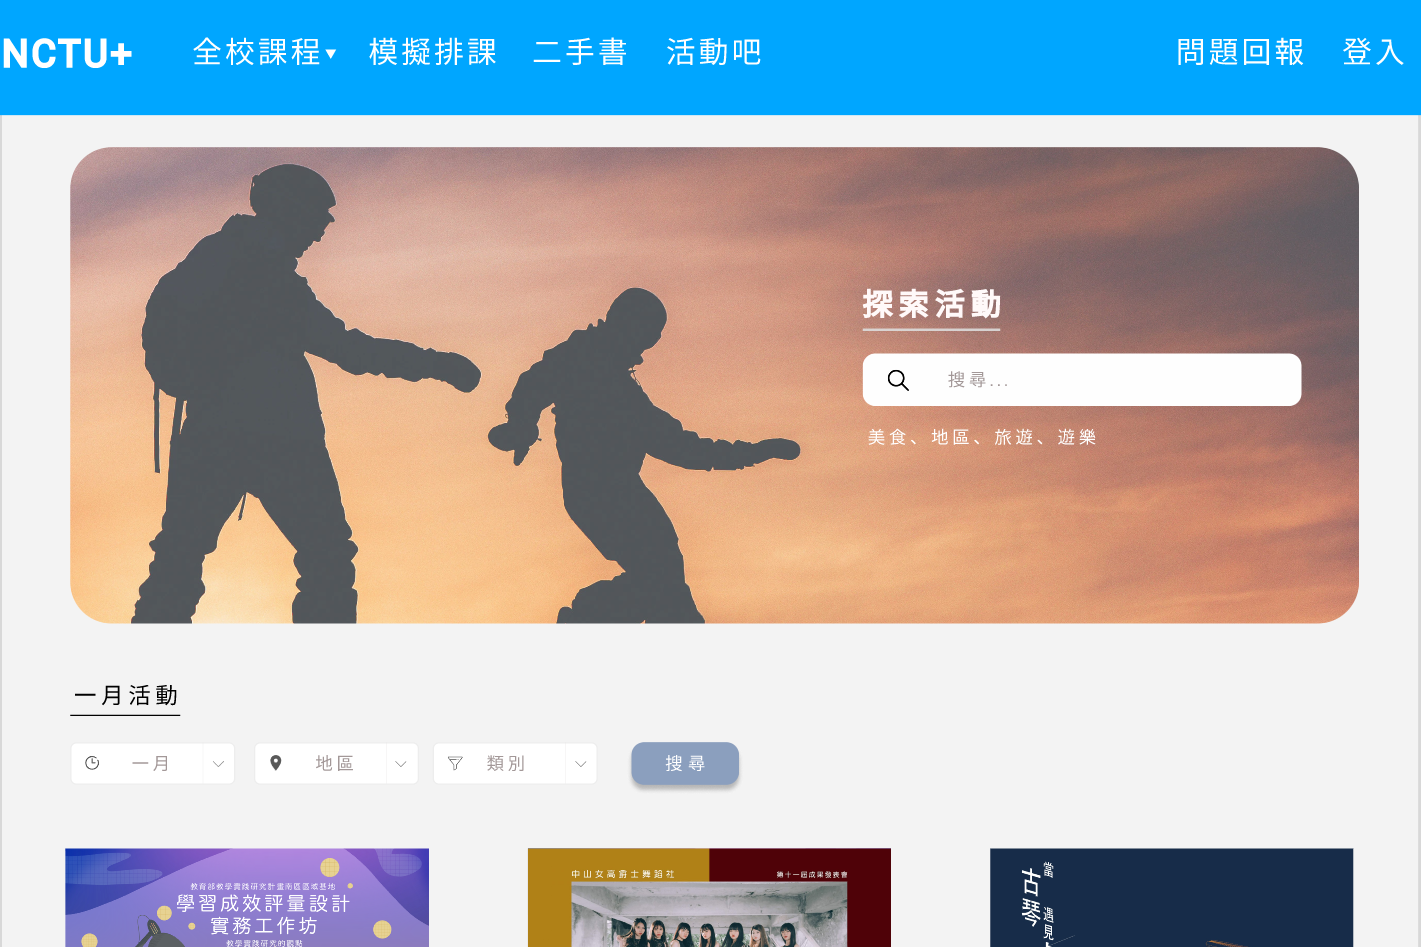 NCTU+
全校課程▼
模擬排課
二手書
活動吧
問題回報
登入
探索活動
搜尋...
美食、地區、旅遊、遊樂
一月活動
一月
地區
類別
搜尋
教育部教學實踐研究計畫南區區域基地
學習成效評量設計
實務工作坊
教學實踐研究的觀點
中山女高爵士舞蹈社
第十一屆成果發表會
當
古琴
遇見